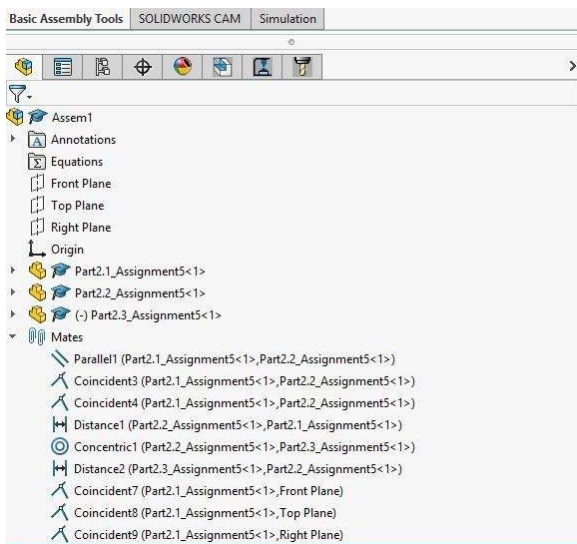 Basic Assembly Tools SOLIDWORKS CAM Simulation
Assem1
Annotations
Equations
Front Plane
Top Plane
Right Plane
Origin
Part2.1_Assignment5<1>
Part2.2_Assignment5<1>
(-) Part2.3_Assignment5<1>
Mates
Parallel1 (Part2.1_Assignment5<1>,Part2.2_Assignment5<1>)
Coincident3 (Part2.1_Assignment5<1>,Part2.2_Assignment5<1>)
Coincident4 (Part2.1_Assignment5<1>,Part2.2_Assignment5<1>)
Distance1 (Part2.2_Assignment5<1>,Part2.1_Assignment5<1>)
Concentric1 (Part2.2_Assignment5<1>,Part2.3_Assignment5<1>)
Distance2 (Part2.3_Assignment5<1>,Part2.2_Assignment5<1>)
Coincident7 (Part2.1_Assignment5<1>,Front Plane)
Coincident8 (Part2.1_Assignment5<1>,Top Plane)
Coincident9 (Part2.1_Assignment5<1>,Right Plane)